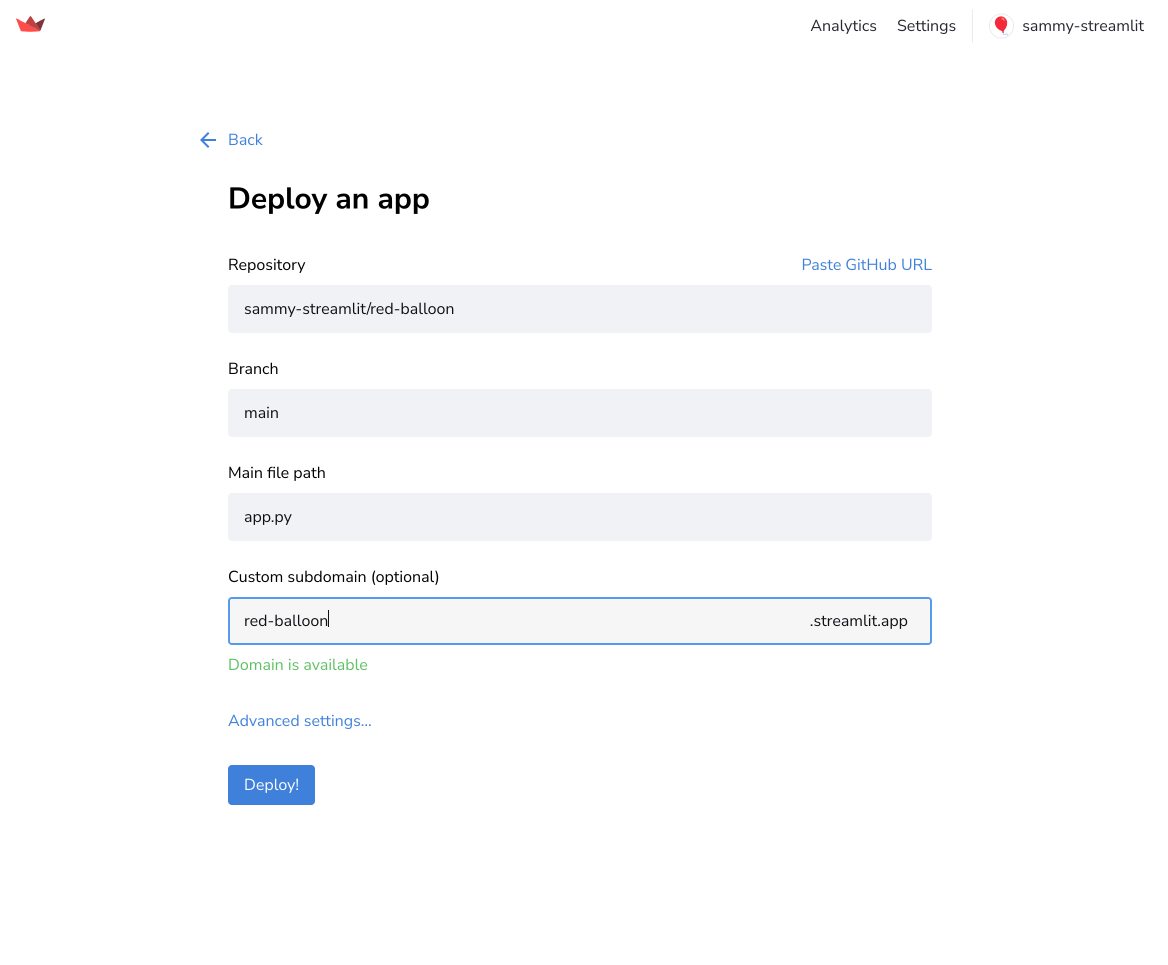 Analytics Settings sammy-streamlit
Back
Deploy an app
Repository Paste GitHub URL
sammy-streamlit/red-balloon
Branch
main
Main file path
app.py
Custom subdomain (optional)
red-balloon .streamlit.app
Domain is available
Advanced settings...
Deploy!